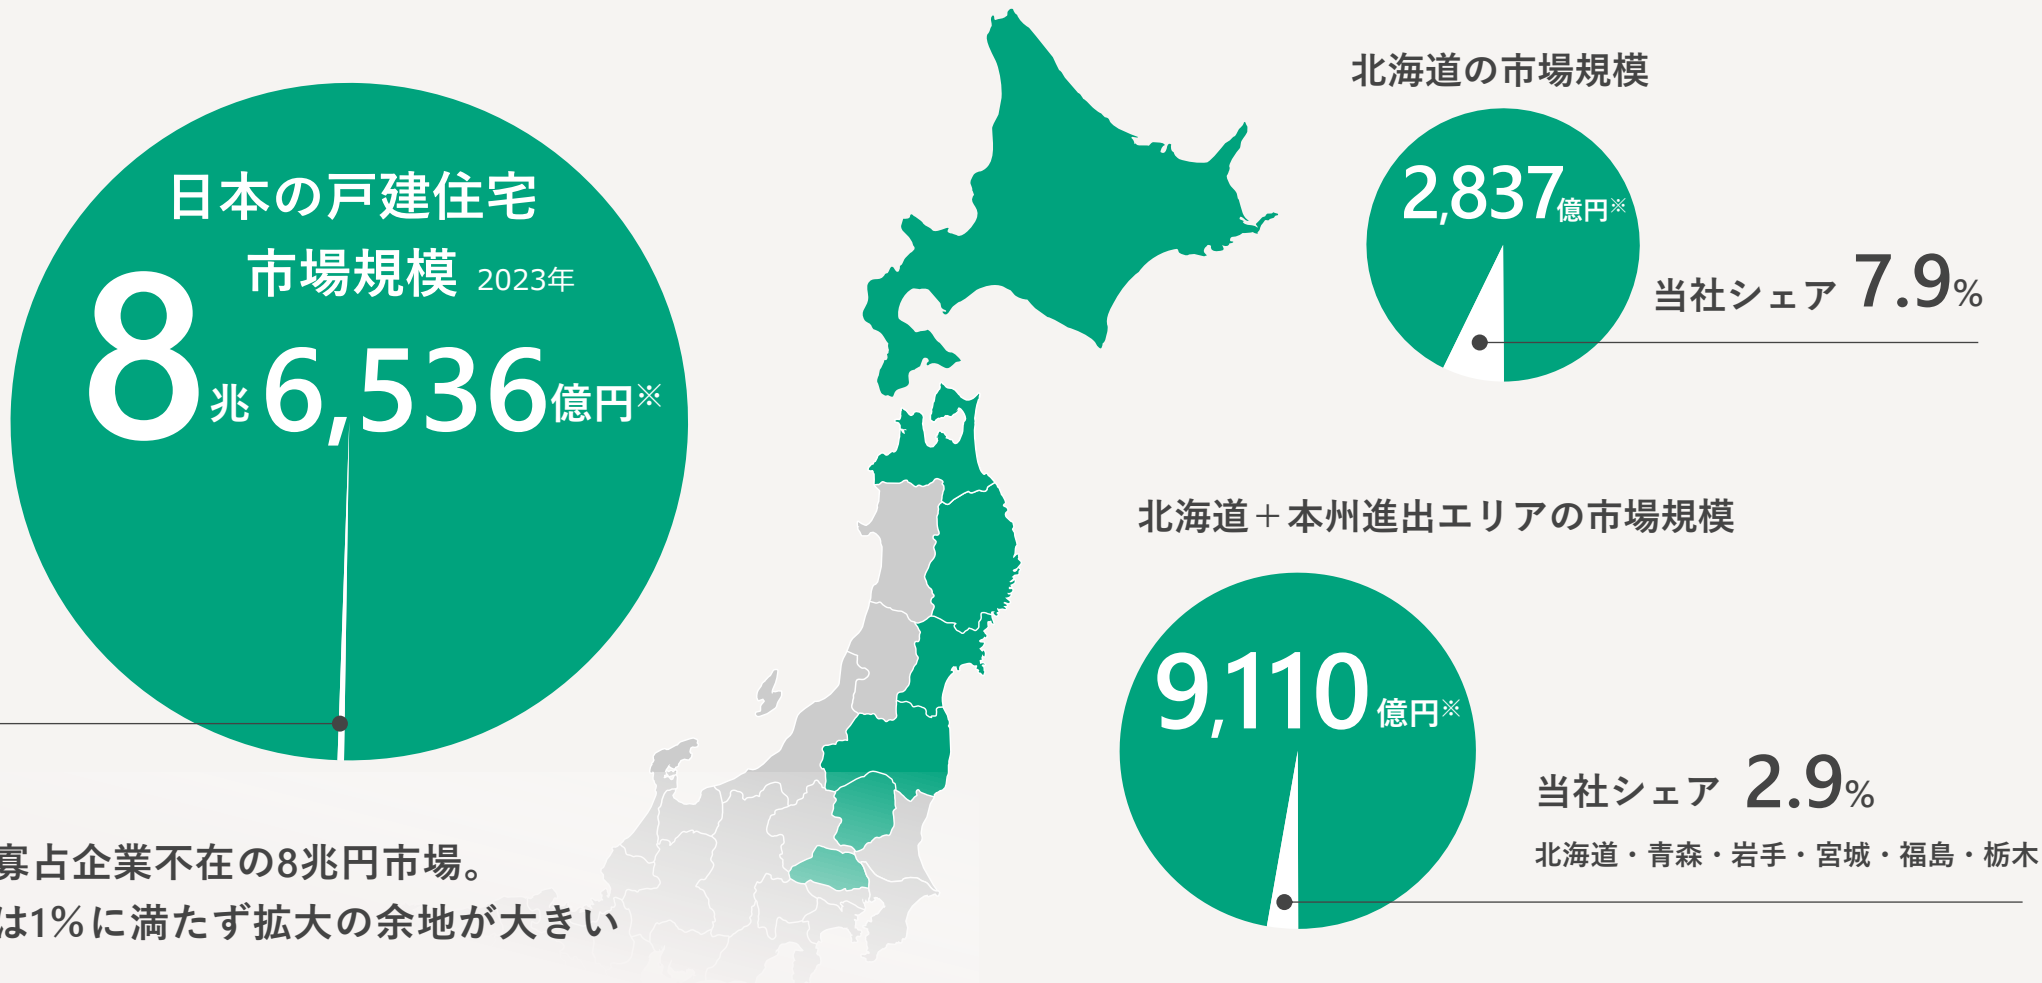 日本の戸建住宅
市場規模 2023年
8兆6,536億円※
寡占企業不在の8兆円市場。
は1%に満たず拡大の余地が大きい
北海道の市場規模
2,837億円※
当社シェア 7.9%
北海道＋本州進出エリアの市場規模
9,110億円※
当社シェア 2.9%
北海道・青森・岩手・宮城・福島・栃木